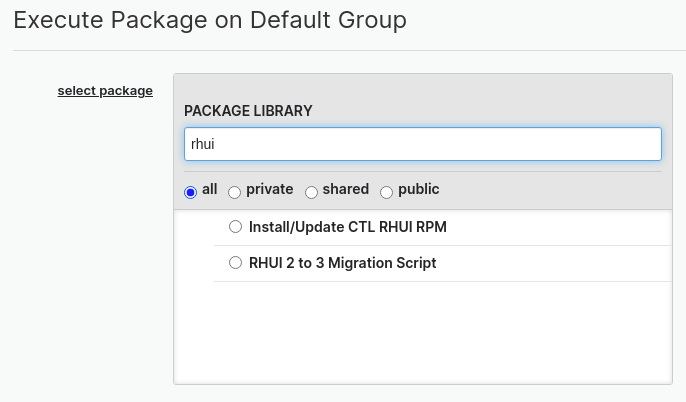 Execute Package on Default Group
select package
PACKAGE LIBRARY
rhui
all private shared public
Install/Update CTL RHUI RPM
RHUI 2 to 3 Migration Script